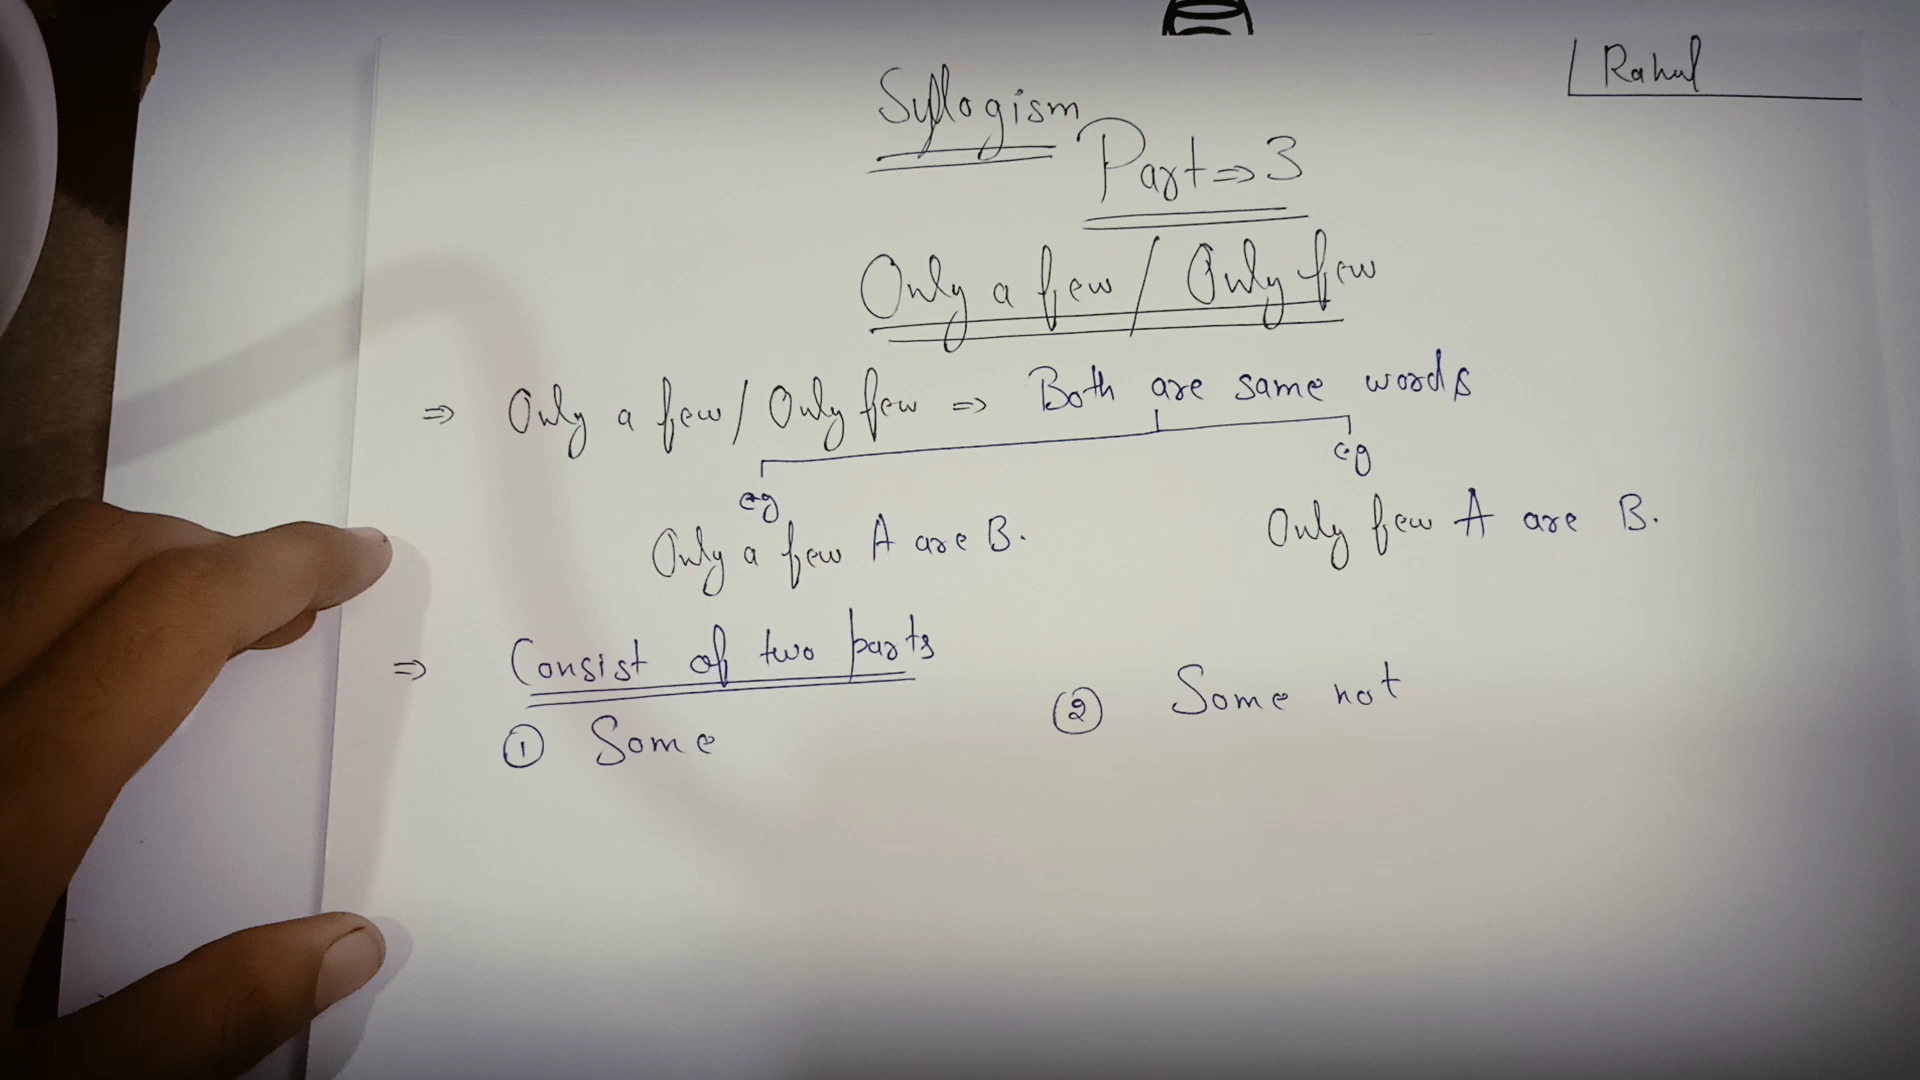 Rahul
Syllogism
Part ⇒ 3
Only a few / Only few
⇒ Only a few / Only few ⇒ Both are same words
eg eg
Only a few A are B. Only few A are B.
⇒ Consist of two parts
① Some ② Some not